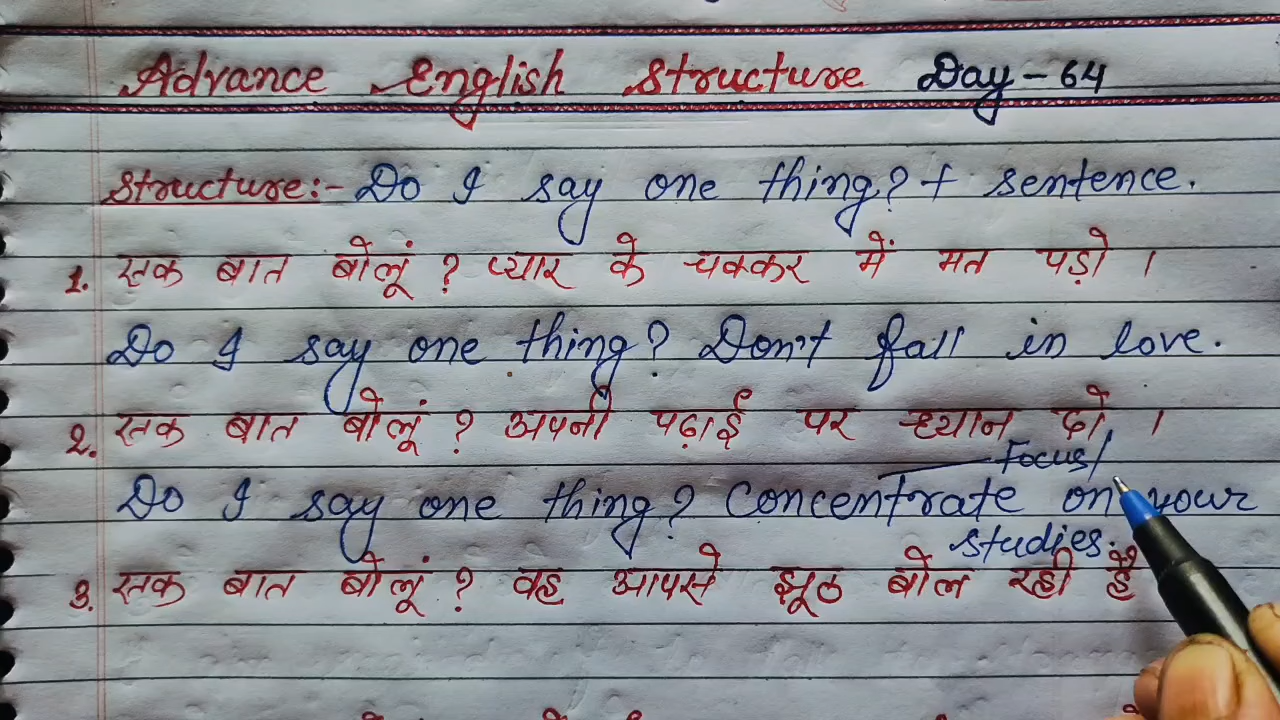 Advance English Structure Day-64
Structure:- Do I say one thing? + sentence.
1. एक बात बोलूं ? प्यार के चक्कर में मत पड़ो ।
Do I say one thing? Don't fall in love.
2. एक बात बोलूं ? अपनी पढ़ाई पर ध्यान दो ।
Focus/
Do I say one thing? Concentrate on your
studies.
3. एक बात बोलूं ? वह आपसे झूठ बोल रही है